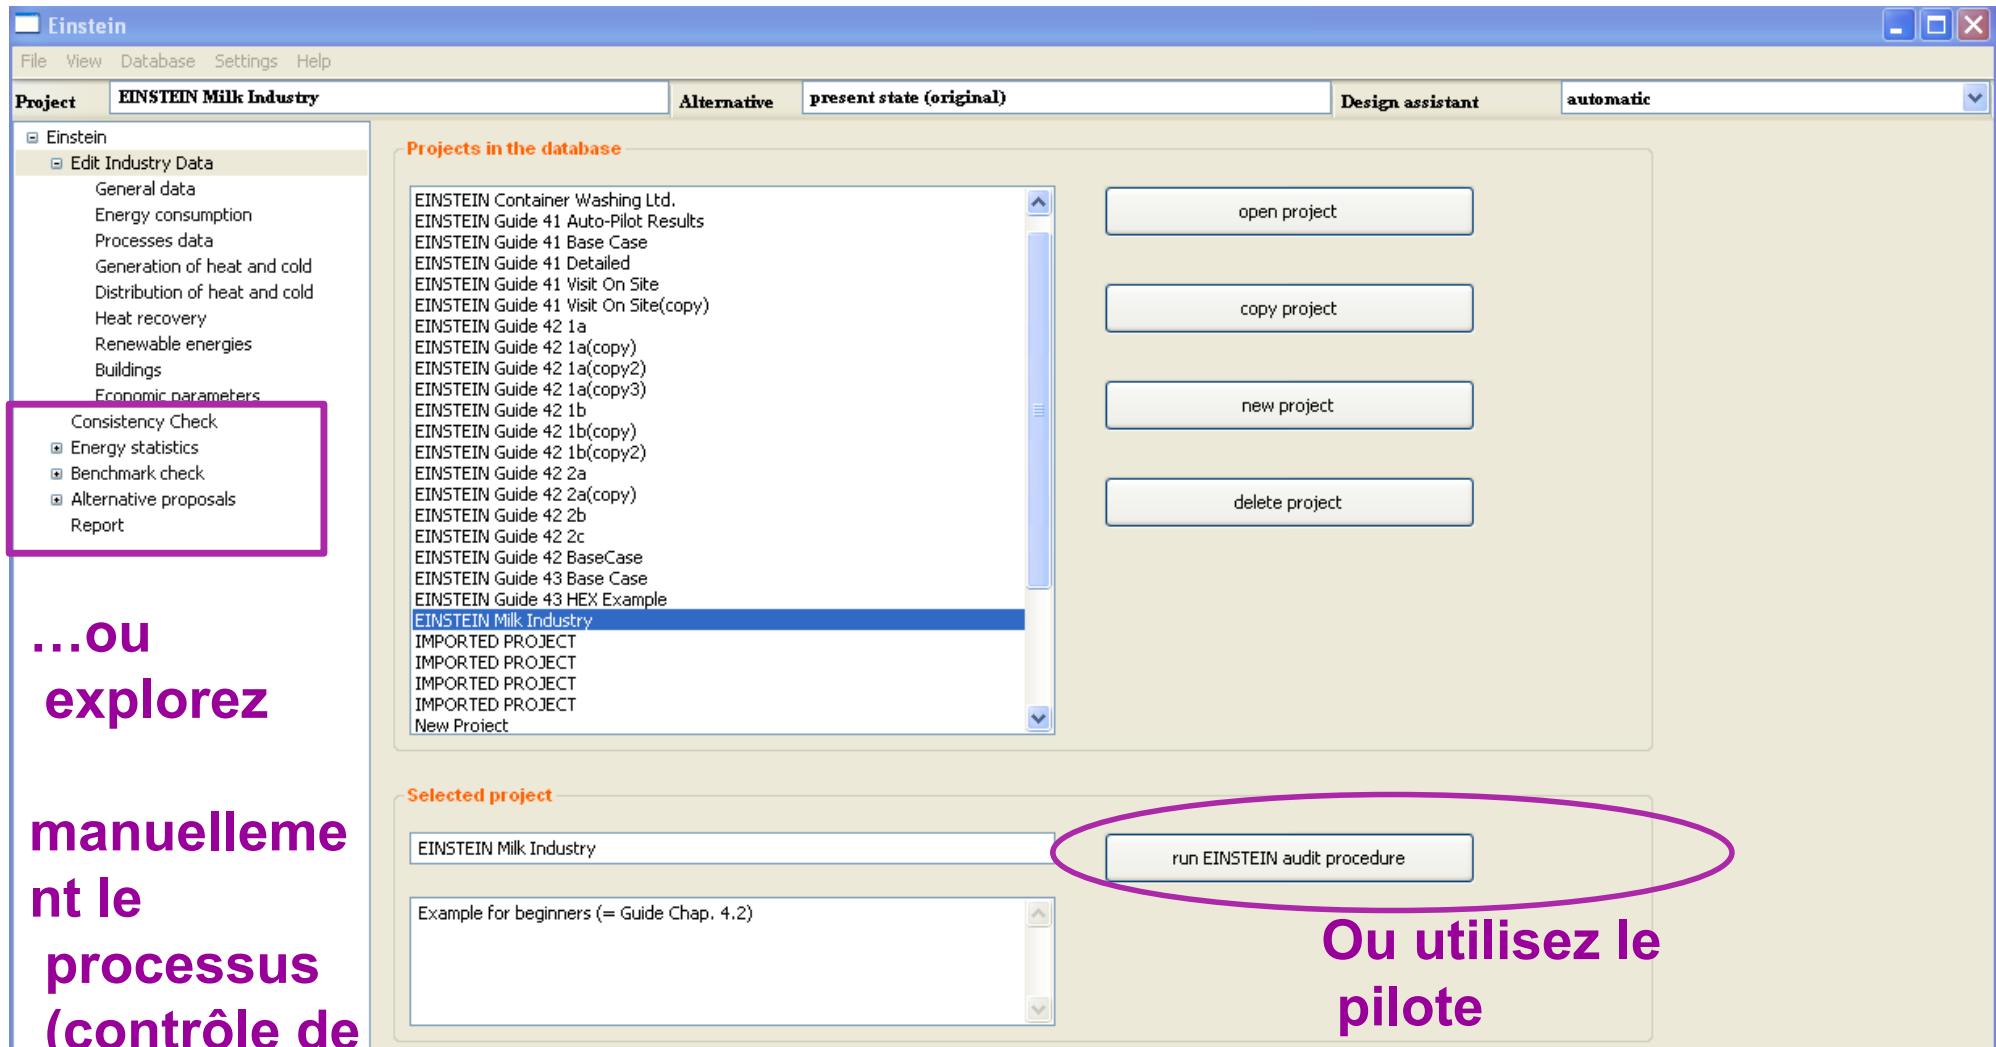 Einstein
File View Database Settings Help
Project EINSTEIN Milk Industry Alternative present state (original) Design assistant automatic
Einstein
Edit Industry Data
General data
Energy consumption
Processes data
Generation of heat and cold
Distribution of heat and cold
Heat recovery
Renewable energies
Buildings
Economic parameters
Consistency Check
Energy statistics
Benchmark check
Alternative proposals
Report
…ou
explorez
manuelleme
nt le
processus
(contrôle de
Projects in the database
EINSTEIN Container Washing Ltd.
EINSTEIN Guide 41 Auto-Pilot Results
EINSTEIN Guide 41 Base Case
EINSTEIN Guide 41 Detailed
EINSTEIN Guide 41 Visit On Site
EINSTEIN Guide 41 Visit On Site(copy)
EINSTEIN Guide 42 1a
EINSTEIN Guide 42 1a(copy)
EINSTEIN Guide 42 1a(copy2)
EINSTEIN Guide 42 1a(copy3)
EINSTEIN Guide 42 1b
EINSTEIN Guide 42 1b(copy)
EINSTEIN Guide 42 1b(copy2)
EINSTEIN Guide 42 2a
EINSTEIN Guide 42 2a(copy)
EINSTEIN Guide 42 2b
EINSTEIN Guide 42 2c
EINSTEIN Guide 42 BaseCase
EINSTEIN Guide 43 Base Case
EINSTEIN Guide 43 HEX Example
EINSTEIN Milk Industry
IMPORTED PROJECT
IMPORTED PROJECT
IMPORTED PROJECT
IMPORTED PROJECT
New Project
open project
copy project
new project
delete project
Selected project
EINSTEIN Milk Industry
run EINSTEIN audit procedure
Example for beginners (= Guide Chap. 4.2)
Ou utilisez le
pilote